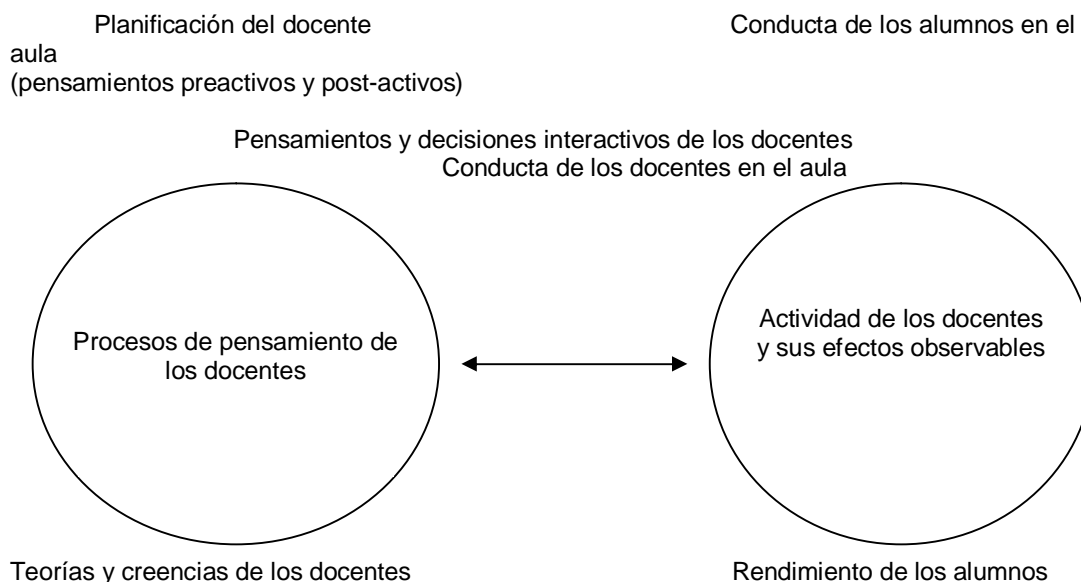 Planificación del docente Conducta de los alumnos en el
aula
(pensamientos preactivos y post-activos)
Pensamientos y decisiones interactivos de los docentes
Conducta de los docentes en el aula
Procesos de pensamiento de
los docentes
Actividad de los docentes
y sus efectos observables
Teorías y creencias de los docentes Rendimiento de los alumnos